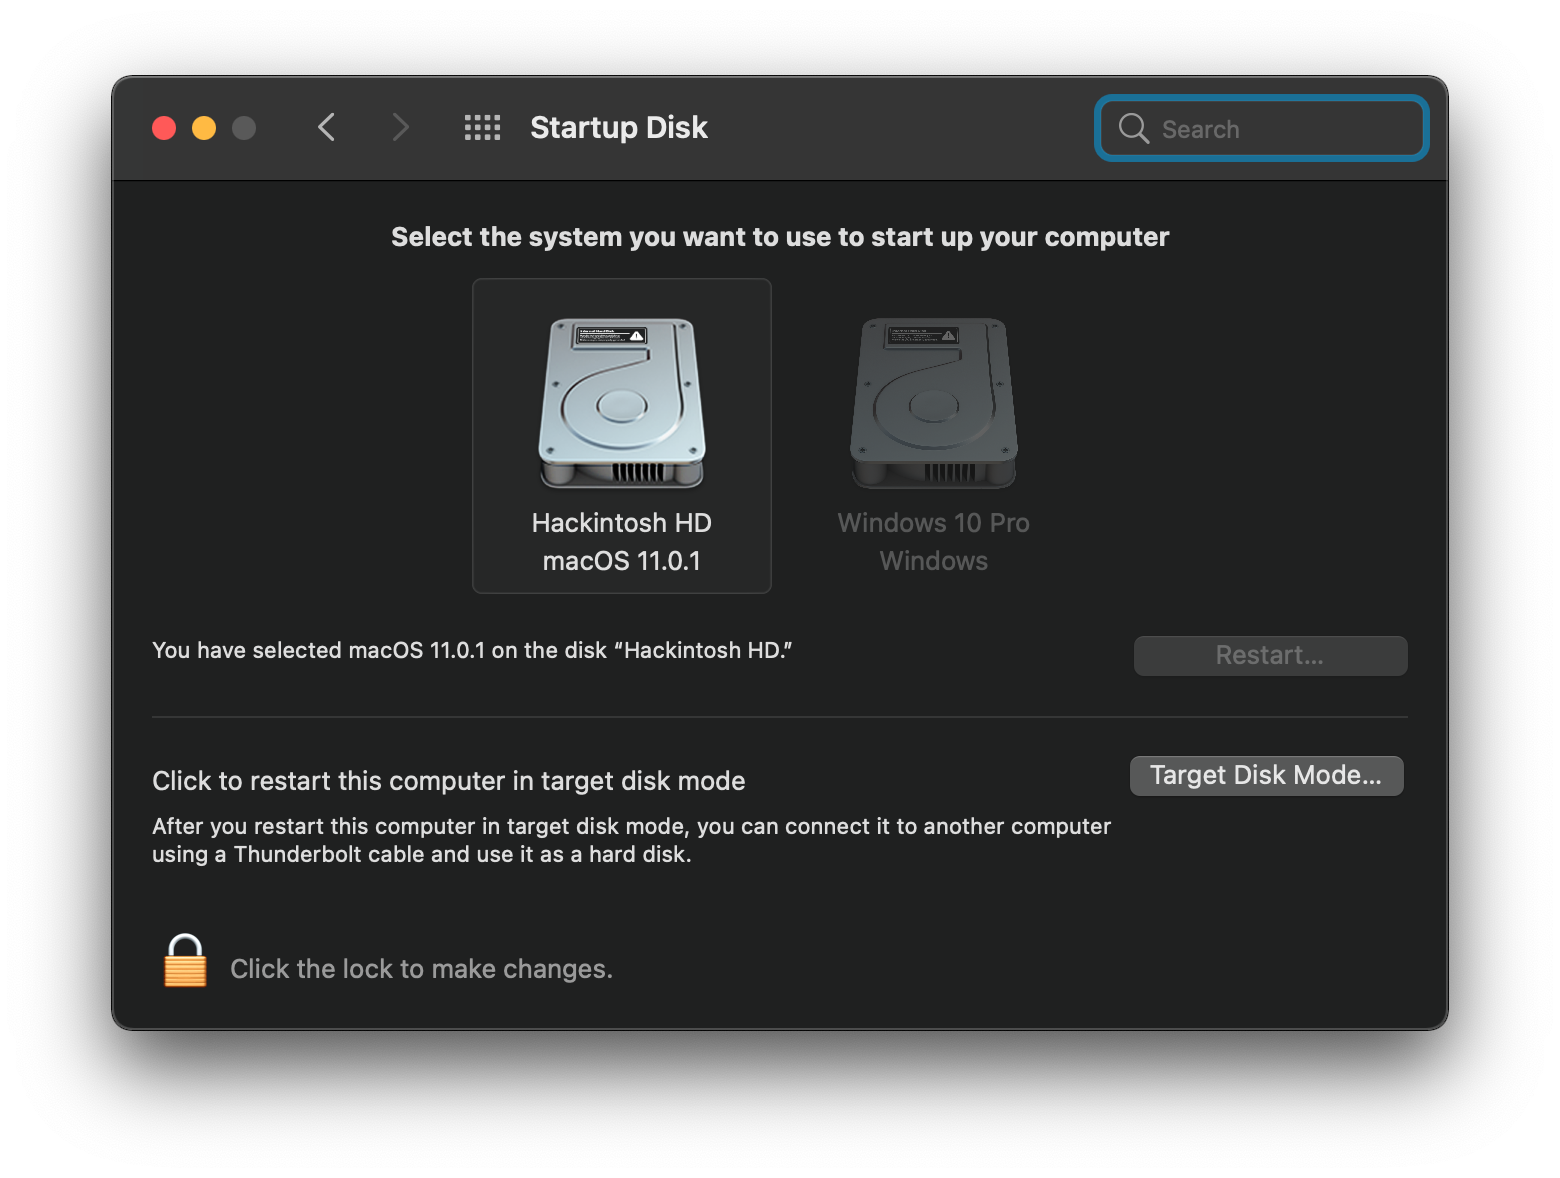 Startup Disk
Search
Select the system you want to use to start up your computer
Hackintosh HD
macOS 11.0.1
Windows 10 Pro
Windows
You have selected macOS 11.0.1 on the disk “Hackintosh HD.”
Restart...
Click to restart this computer in target disk mode
Target Disk Mode...
After you restart this computer in target disk mode, you can connect it to another computer
using a Thunderbolt cable and use it as a hard disk.
Click the lock to make changes.